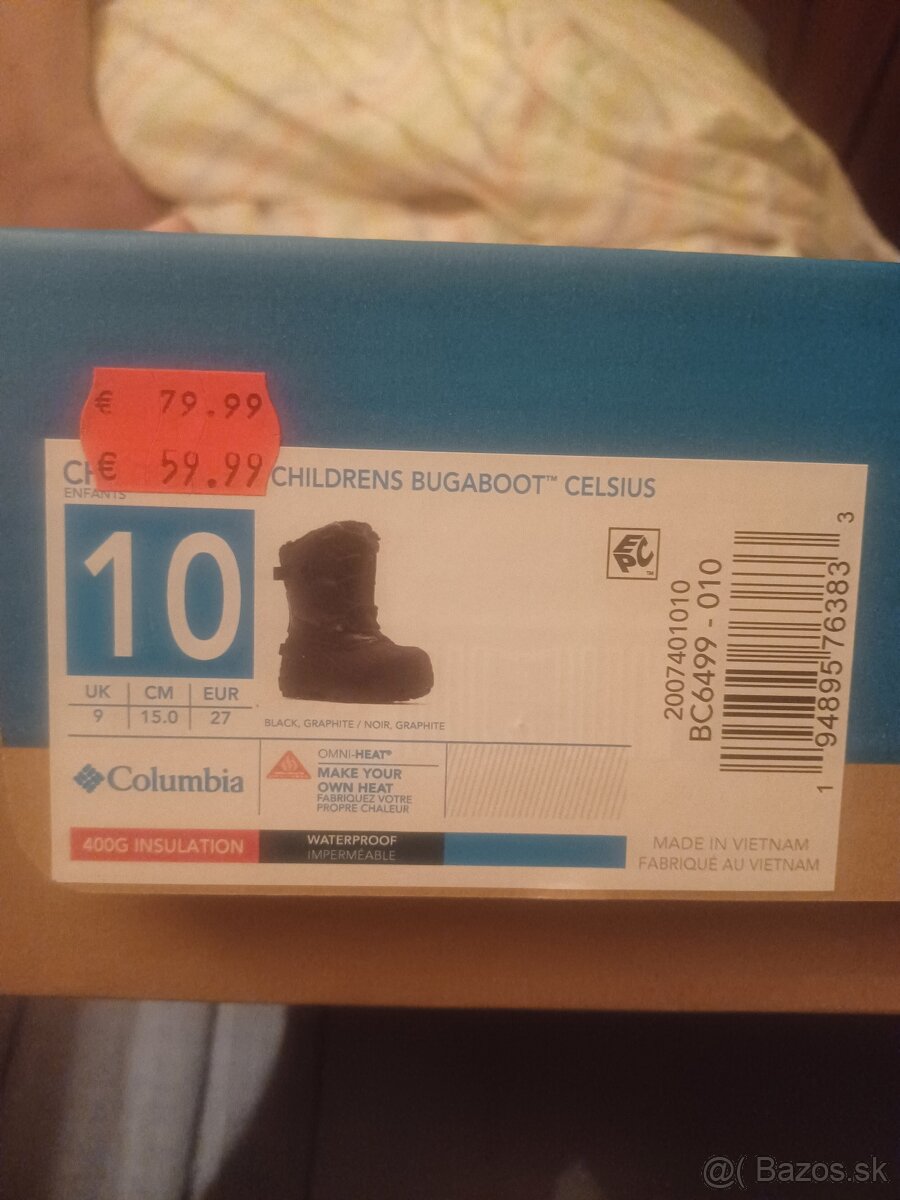 € 79.99
€ 59.99
CH
CHILDRENS BUGABOOT™ CELSIUS
ENFANTS
10
UK CM EUR
9 15.0 27
BLACK, GRAPHITE / NOIR, GRAPHITE
EPC™
2007401010
BC6499 - 010
1 94895 76383 3
Columbia
OMNI-HEAT®
MAKE YOUR
OWN HEAT
FABRIQUEZ VOTRE
PROPRE CHALEUR
400G INSULATION
WATERPROOF
IMPERMÉABLE
MADE IN VIETNAM
FABRIQUÉ AU VIETNAM
@( Bazos.sk